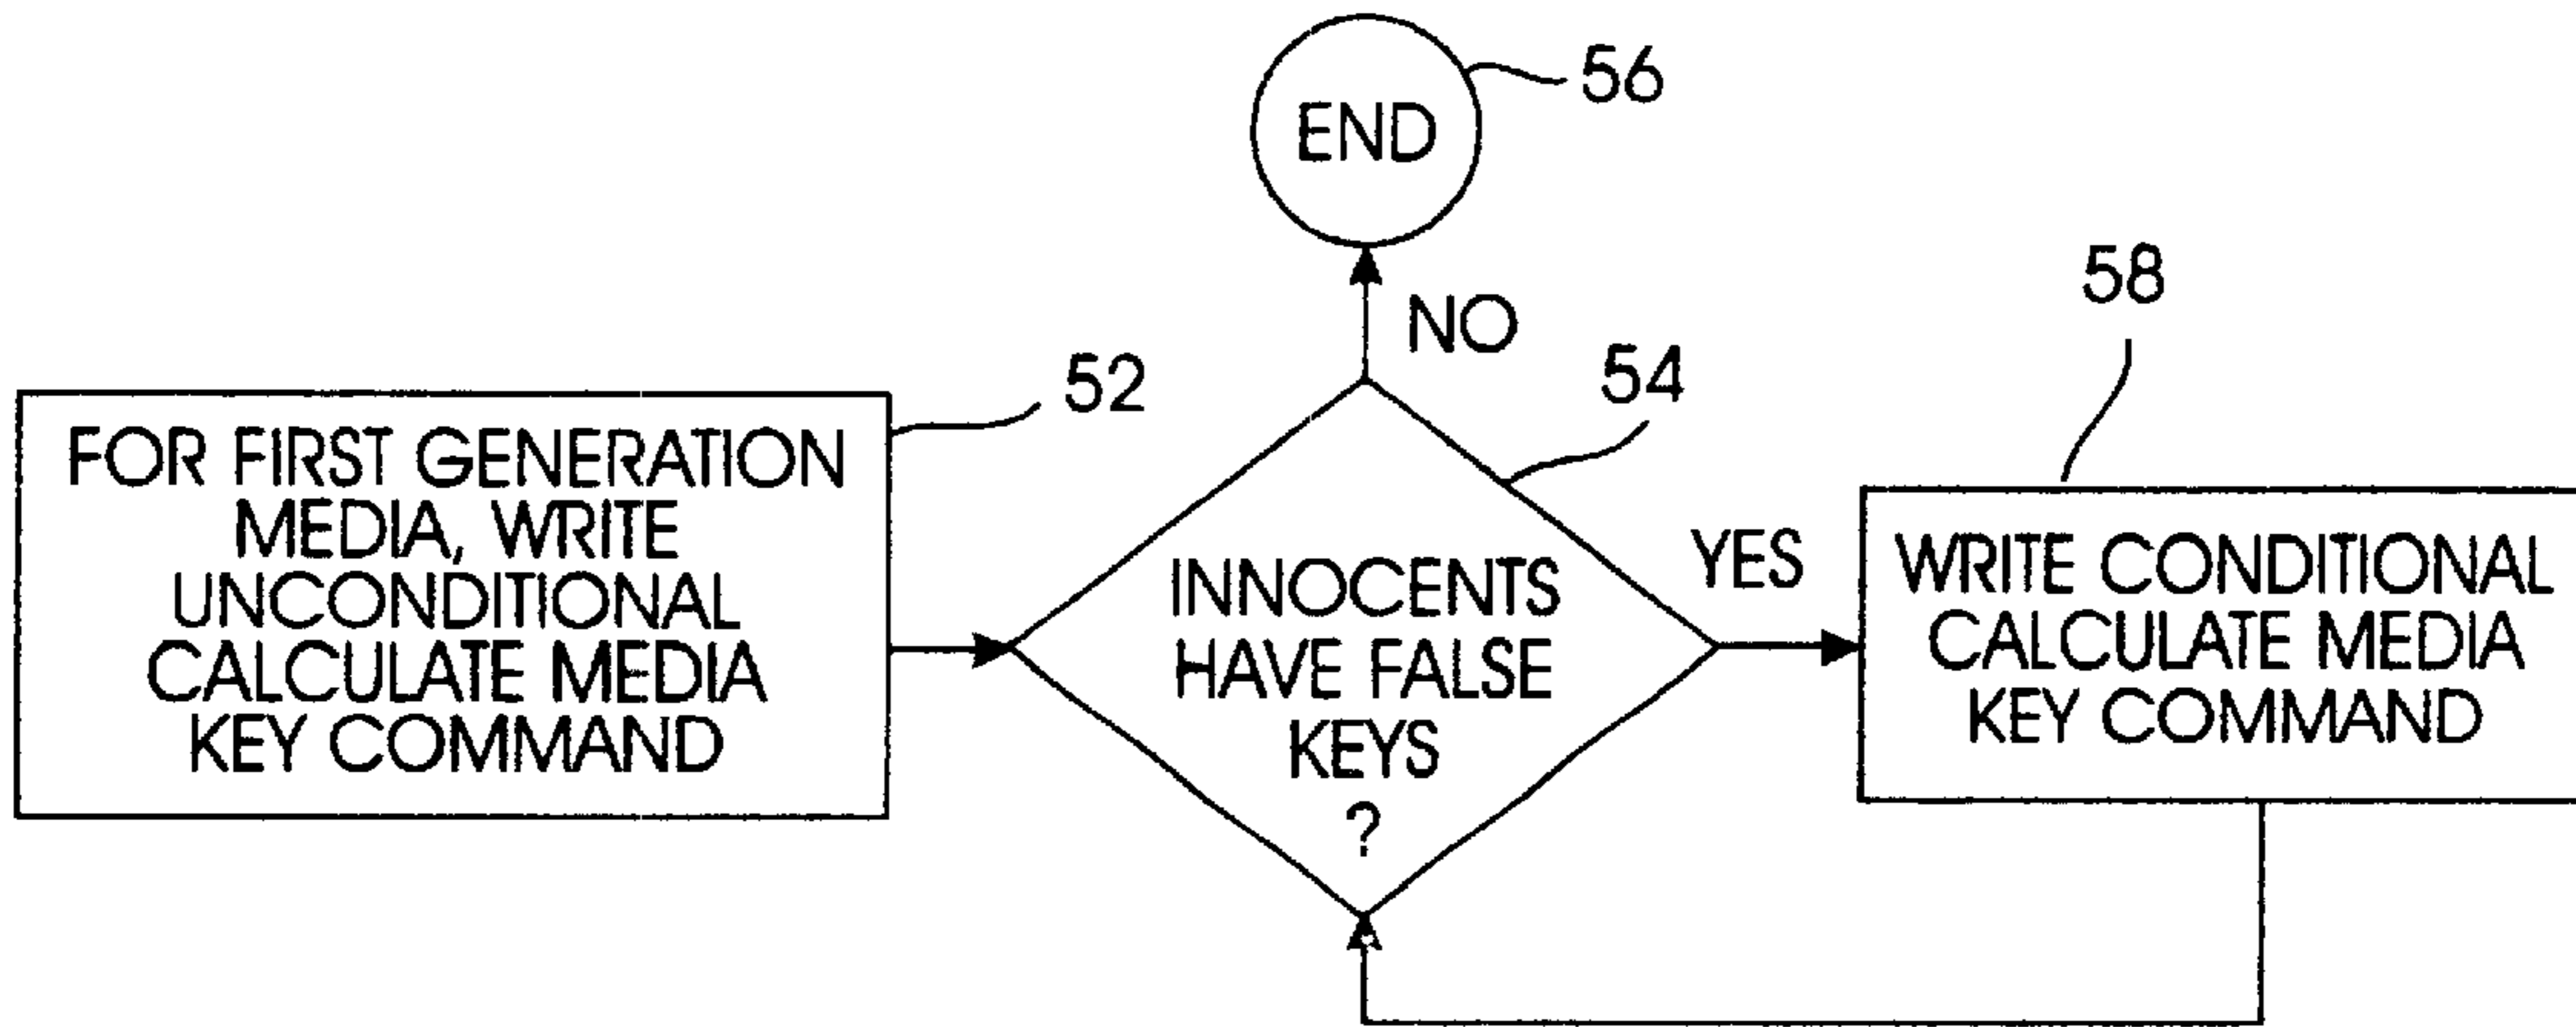 56
END
NO
58
52
54
FOR FIRST GENERATION
MEDIA, WRITE
UNCONDITIONAL
CALCULATE MEDIA
KEY COMMAND
INNOCENTS
HAVE FALSE
KEYS
?
YES
WRITE CONDITIONAL
CALCULATE MEDIA
KEY COMMAND